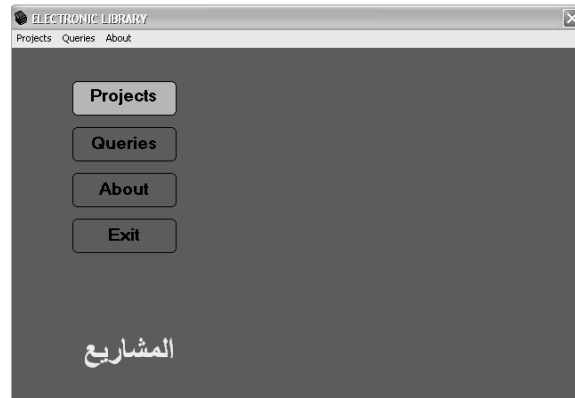 ELECTRONIC LIBRARY
Projects Queries About
Projects
Queries
About
Exit
المشاريع